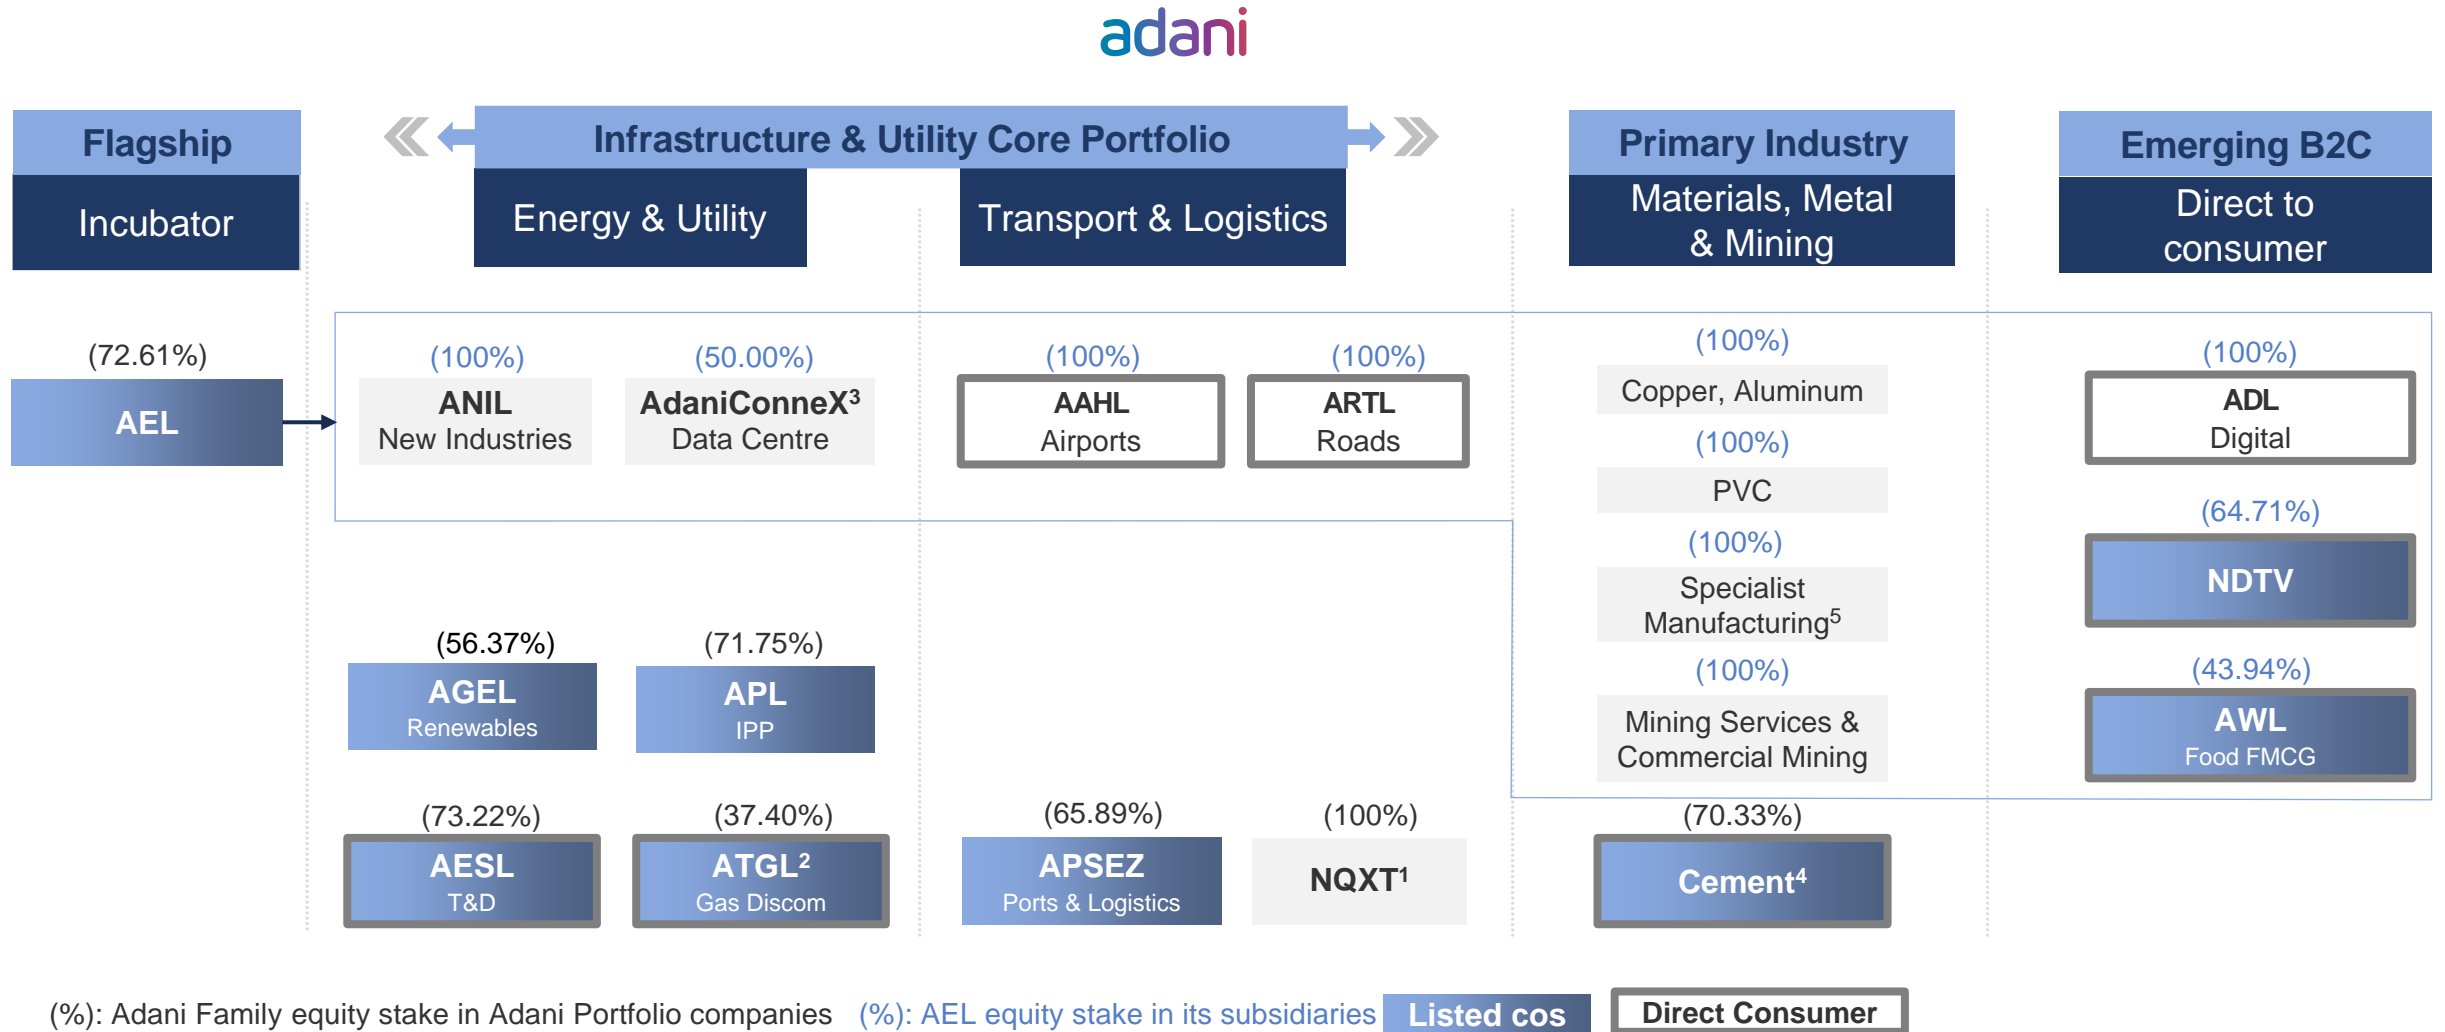 adani
Flagship
Incubator
Infrastructure & Utility Core Portfolio
Energy & Utility
Transport & Logistics
Primary Industry
Materials, Metal
& Mining
Emerging B2C
Direct to
consumer
(72.61%)
AEL
(100%)
ANIL
New Industries
(50.00%)
AdaniConneX³
Data Centre
(100%)
AAHL
Airports
(100%)
ARTL
Roads
(100%)
Copper, Aluminum
(100%)
PVC
(100%)
Specialist
Manufacturing⁵
(100%)
Mining Services &
Commercial Mining
(100%)
ADL
Digital
(64.71%)
NDTV
(43.94%)
AWL
Food FMCG
(56.37%)
AGEL
Renewables
(71.75%)
APL
IPP
(73.22%)
AESL
T&D
(37.40%)
ATGL²
Gas Discom
(65.89%)
APSEZ
Ports & Logistics
(100%)
NQXT¹
(70.33%)
Cement⁴
(%): Adani Family equity stake in Adani Portfolio companies
(%): AEL equity stake in its subsidiaries
Listed cos
Direct Consumer